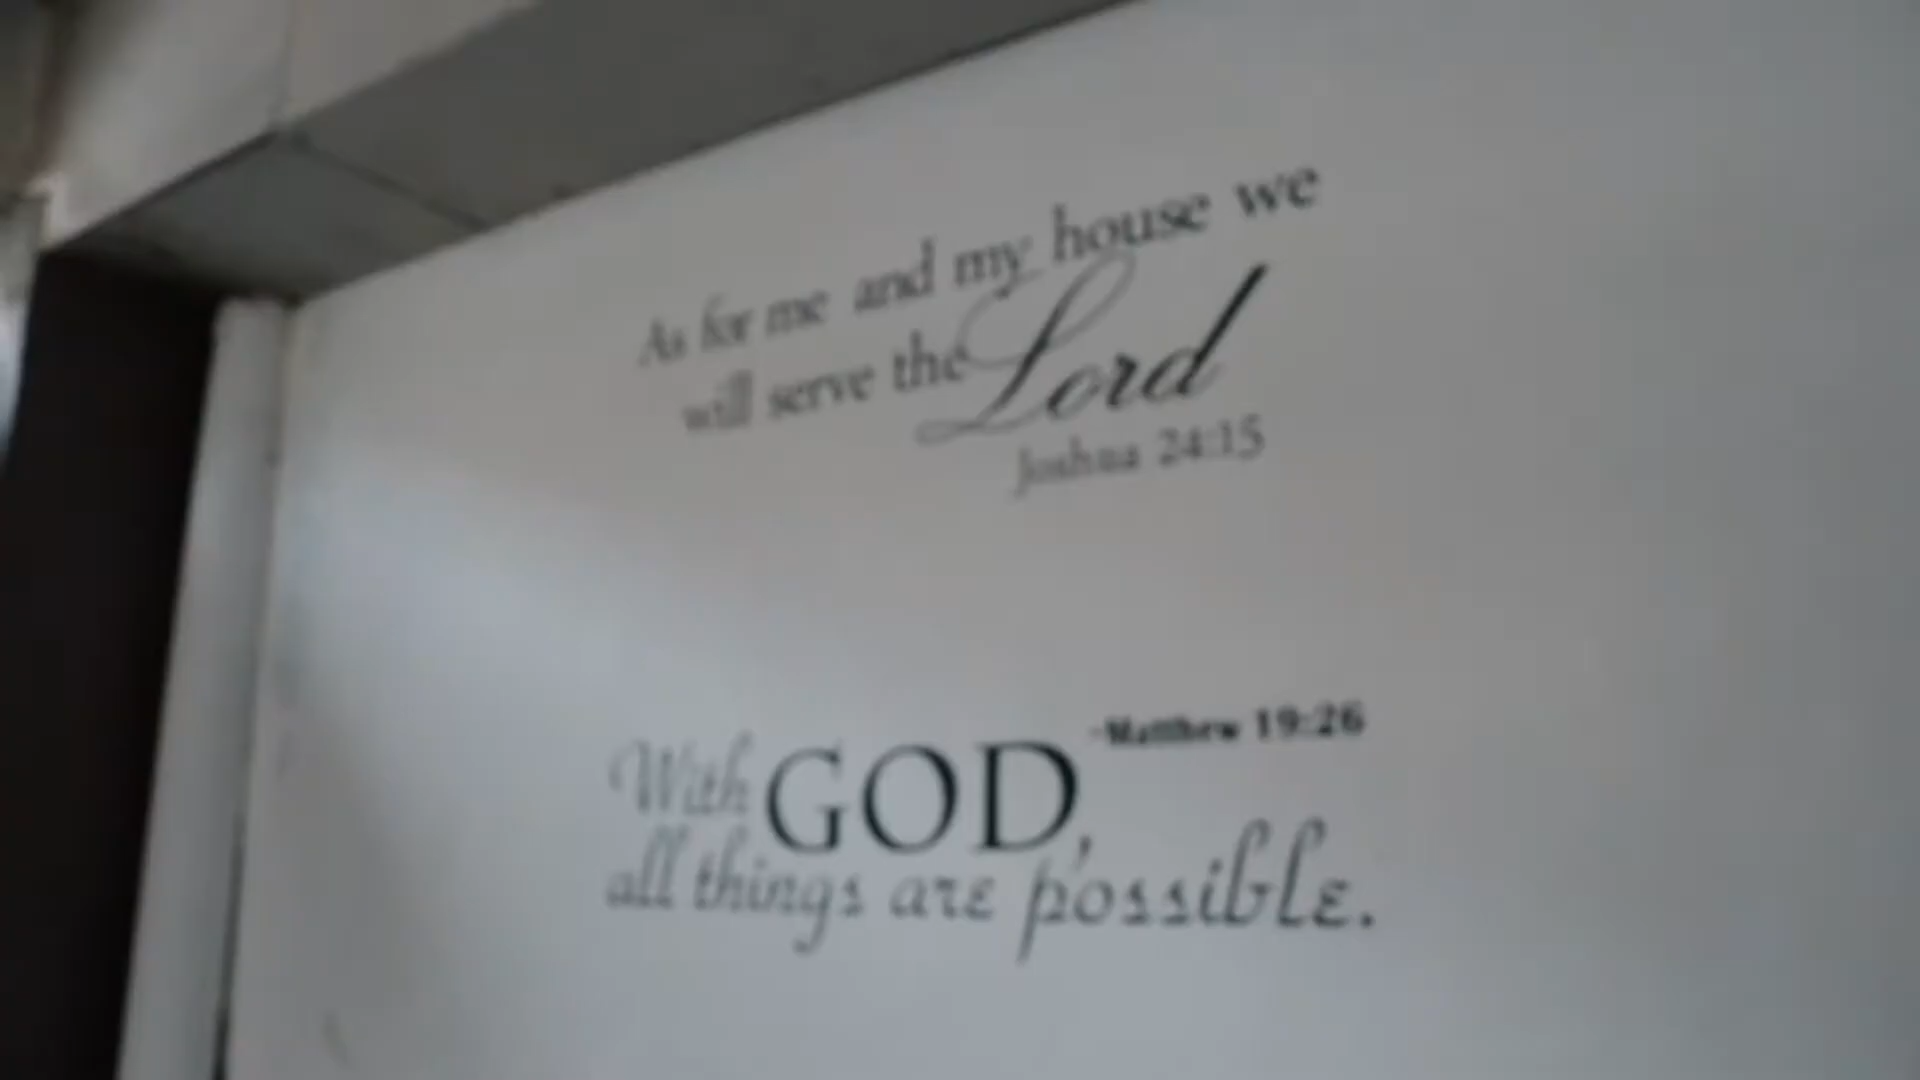 As for me and my house we
will serve the Lord
Joshua 24:15
-Matthew 19:26
With GOD,
all things are possible.